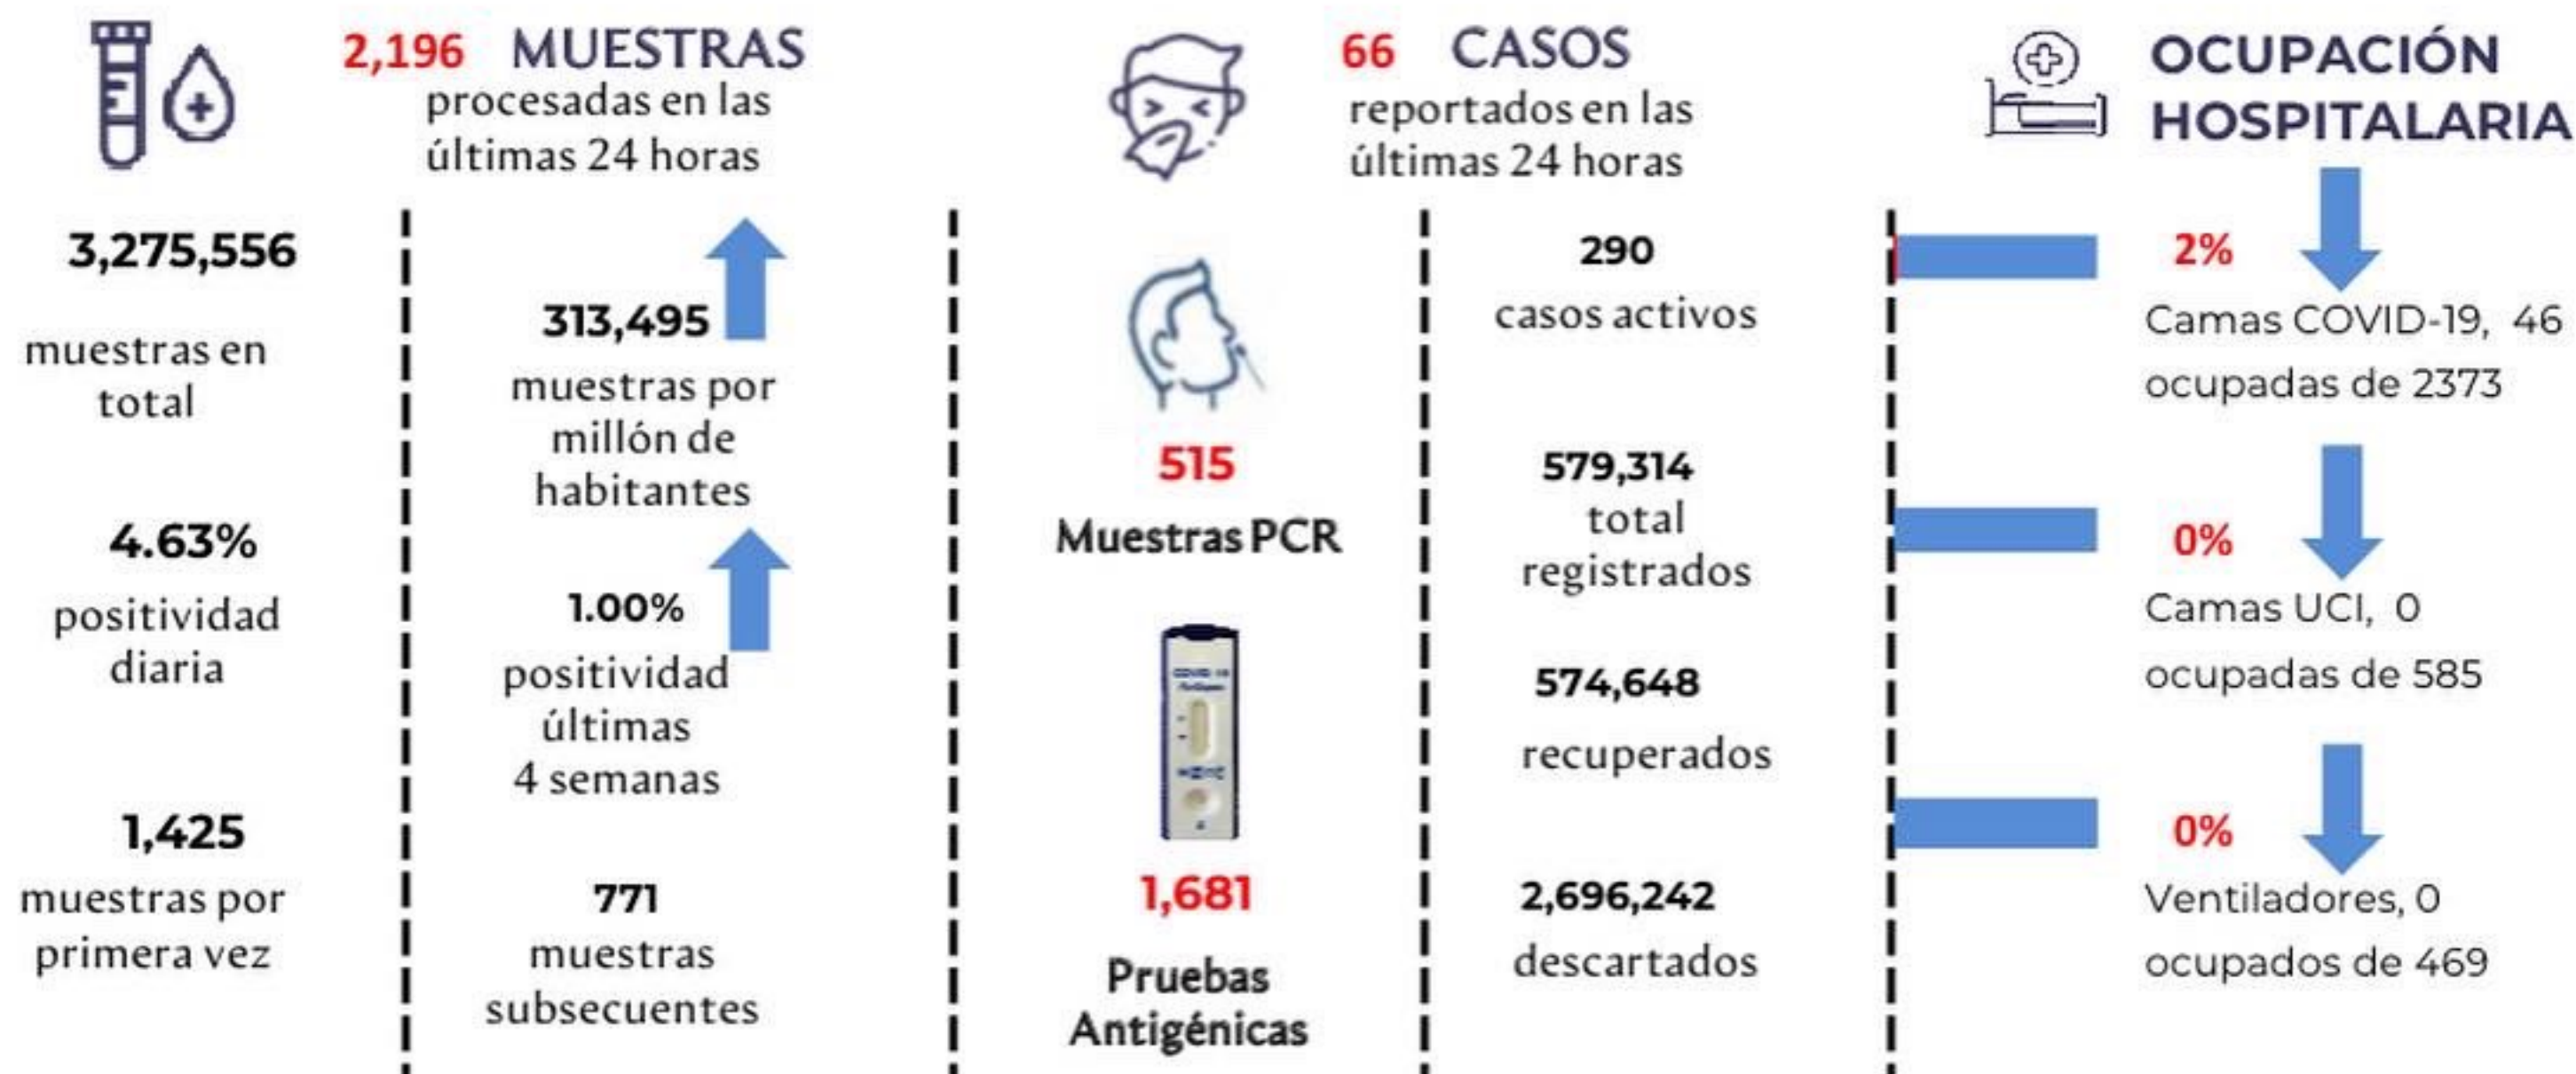 2,196 MUESTRAS
procesadas en las
últimas 24 horas
3,275,556
muestras en
total
4.63%
positividad
diaria
1,425
muestras por
primera vez
313,495
muestras por
millón de
habitantes
1.00%
positividad
últimas
4 semanas
771
muestras
subsecuentes
66 CASOS
reportados en las
últimas 24 horas
515
Muestras PCR
COVID-19
1,681
Pruebas
Antigénicas
290
casos activos
579,314
total
registrados
574,648
recuperados
2,696,242
descartados
OCUPACIÓN
HOSPITALARIA
2%
Camas COVID-19, 46
ocupadas de 2373
0%
Camas UCI, 0
ocupadas de 585
0%
Ventiladores, 0
ocupados de 469